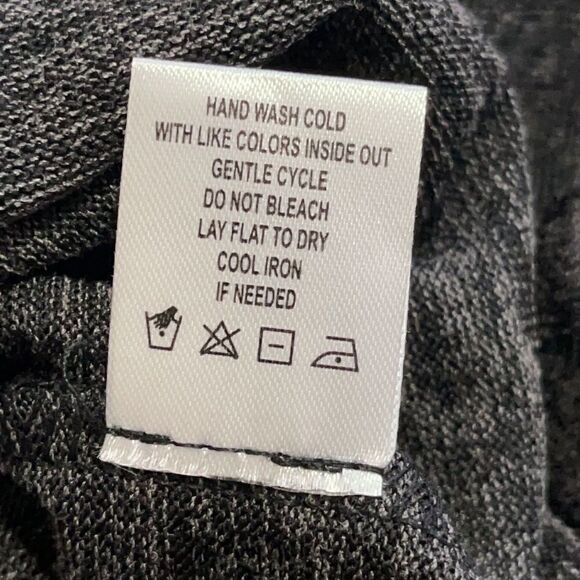 HAND WASH COLD
WITH LIKE COLORS INSIDE OUT
GENTLE CYCLE
DO NOT BLEACH
LAY FLAT TO DRY
COOL IRON
IF NEEDED